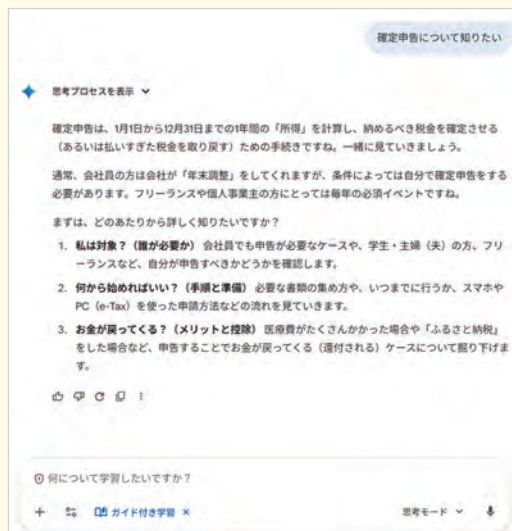 確定申告について知りたい
思考プロセスを表示
確定申告は、1月1日から12月31日までの1年間の「所得」を計算し、納めるべき税金を確定させる
（あるいは払いすぎた税金を取り戻す）ための手続きですね。一緒に見ていきましょう。
通常、会社員の方は会社が「年末調整」をしてくれますが、条件によっては自分で確定申告をする
必要があります。フリーランスや個人事業主の方にとっては毎年の必須イベントですね。
まずは、どのあたりから詳しく知りたいですか？
1. 私は対象？（誰が必要か） 会社員でも申告が必要なケースや、学生・主婦（夫）の方、フリ
ーランスなど、自分が申告すべきかどうかを確認します。
2. 何から始めればいい？（手順と準備） 必要な書類の集め方や、いつまでに行うか、スマホや
PC（e-Tax）を使った申請方法などの流れを見ていきます。
3. お金が戻ってくる？（メリットと控除） 医療費がたくさんかかった場合や「ふるさと納税」
をした場合など、申告することでお金が戻ってくる（還付される）ケースについて掘り下げま
す。
何について学習したいですか？
ガイド付き学習 × 思考モード